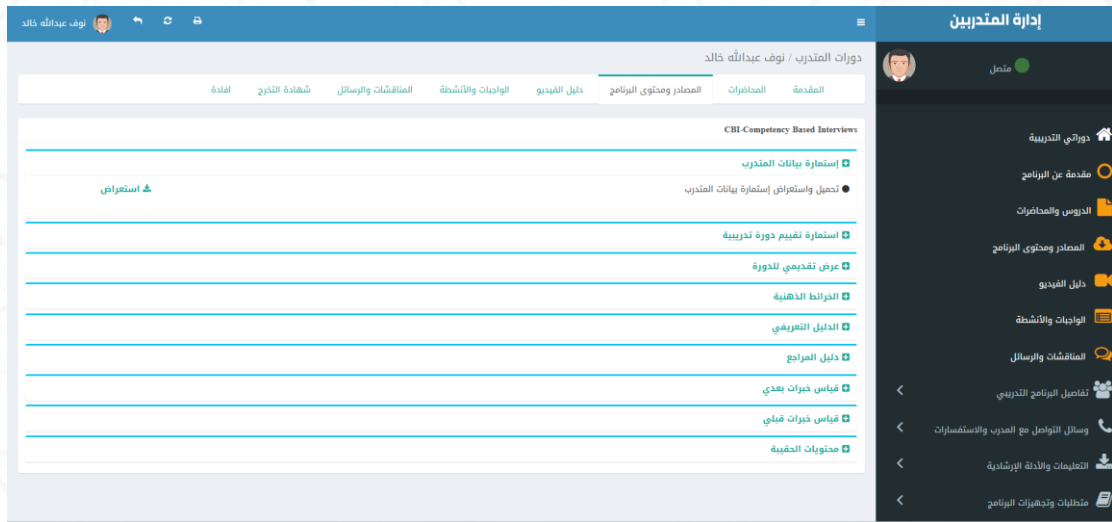 إدارة المتدربين
نوف عبدالله خالد
متصل
دوراتي التدريبية
مقدمة عن البرنامج
الدروس والمحاضرات
المصادر ومحتوى البرنامج
دليل الفيديو
الواجبات والأنشطة
المناقشات والرسائل
تفاصيل البرنامج التدريبي
وسائل التواصل مع المدرب والاستفسارات
التعليمات والأدلة الإرشادية
متطلبات وتجهيزات البرنامج
دورات المتدرب / نوف عبدالله خالد
المقدمة المحاضرات المصادر ومحتوى البرنامج دليل الفيديو الواجبات والأنشطة المناقشات والرسائل شهادة التخرج افادة
CBI-Competency Based Interviews
إستمارة بيانات المتدرب
تحميل واستعراض إستمارة بيانات المتدرب استعراض
استمارة تقييم دورة تدريبية
عرض تقديمي للدورة
الخرائط الذهنية
الدليل التعريفي
دليل المراجع
قياس خبرات بعدي
قياس خبرات قبلي
محتويات الحقيبة